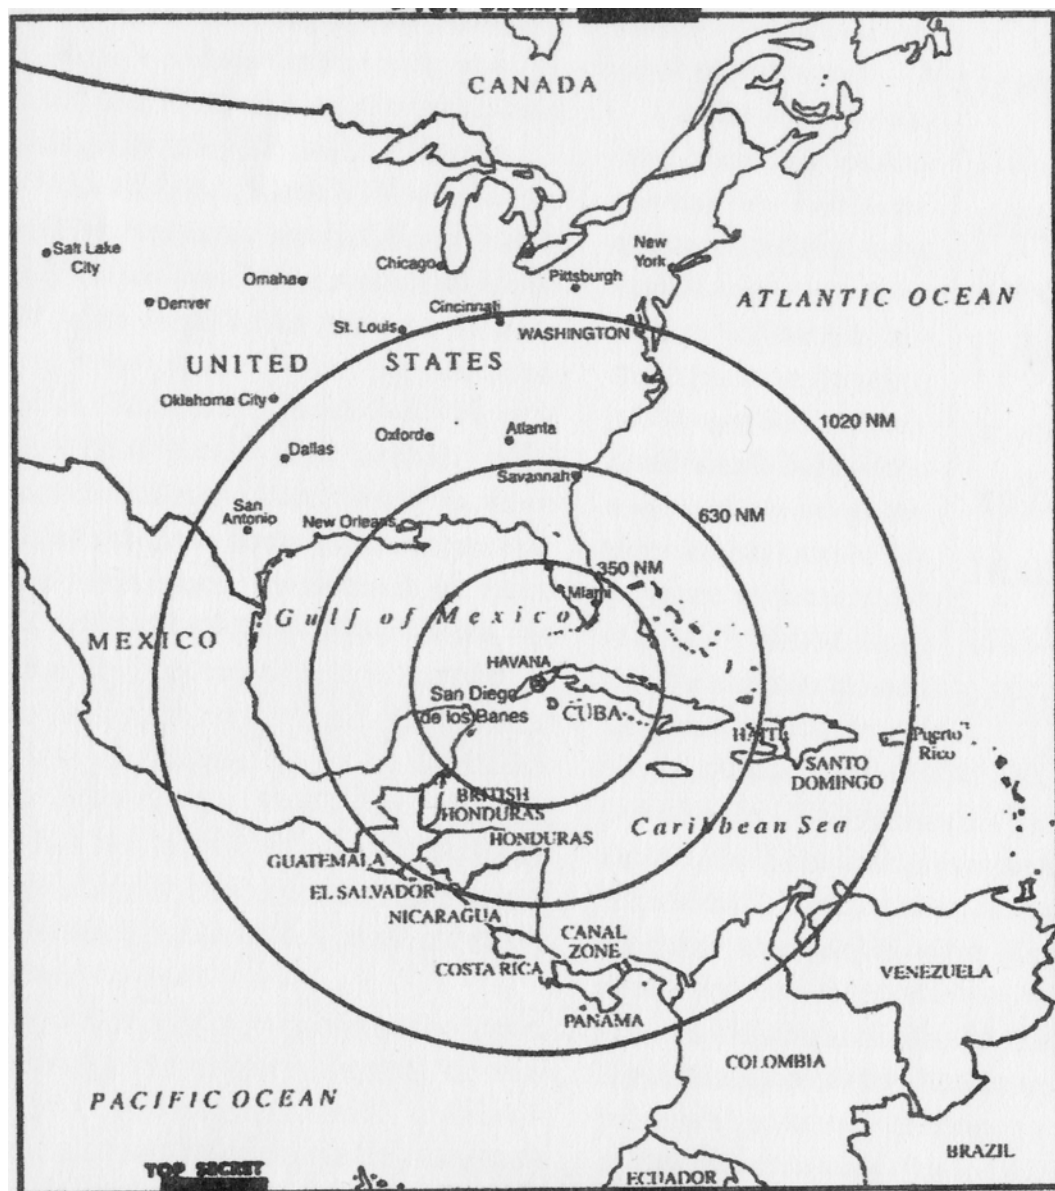 TOP SECRET
CANADA
Salt Lake
City
Denver
Omaha
Chicago
New
York
Pittsburgh
Cincinnati
St. Louis
WASHINGTON
ATLANTIC OCEAN
UNITED STATES
Oklahoma City
Oxford
Atlanta
1020 NM
Dallas
Savannah
San
Antonio
New Orleans
630 NM
350 NM
Miami
Gulf of Mexico
MEXICO
HAVANA
San Diego
de los Banes
CUBA
HAITI
SANTO
DOMINGO
Puerto
Rico
BRITISH
HONDURAS
HONDURAS
Caribbean Sea
GUATEMALA
EL SALVADOR
NICARAGUA
CANAL
ZONE
COSTA RICA
PANAMA
VENEZUELA
COLOMBIA
PACIFIC OCEAN
BRAZIL
ECUADOR
TOP SECRET